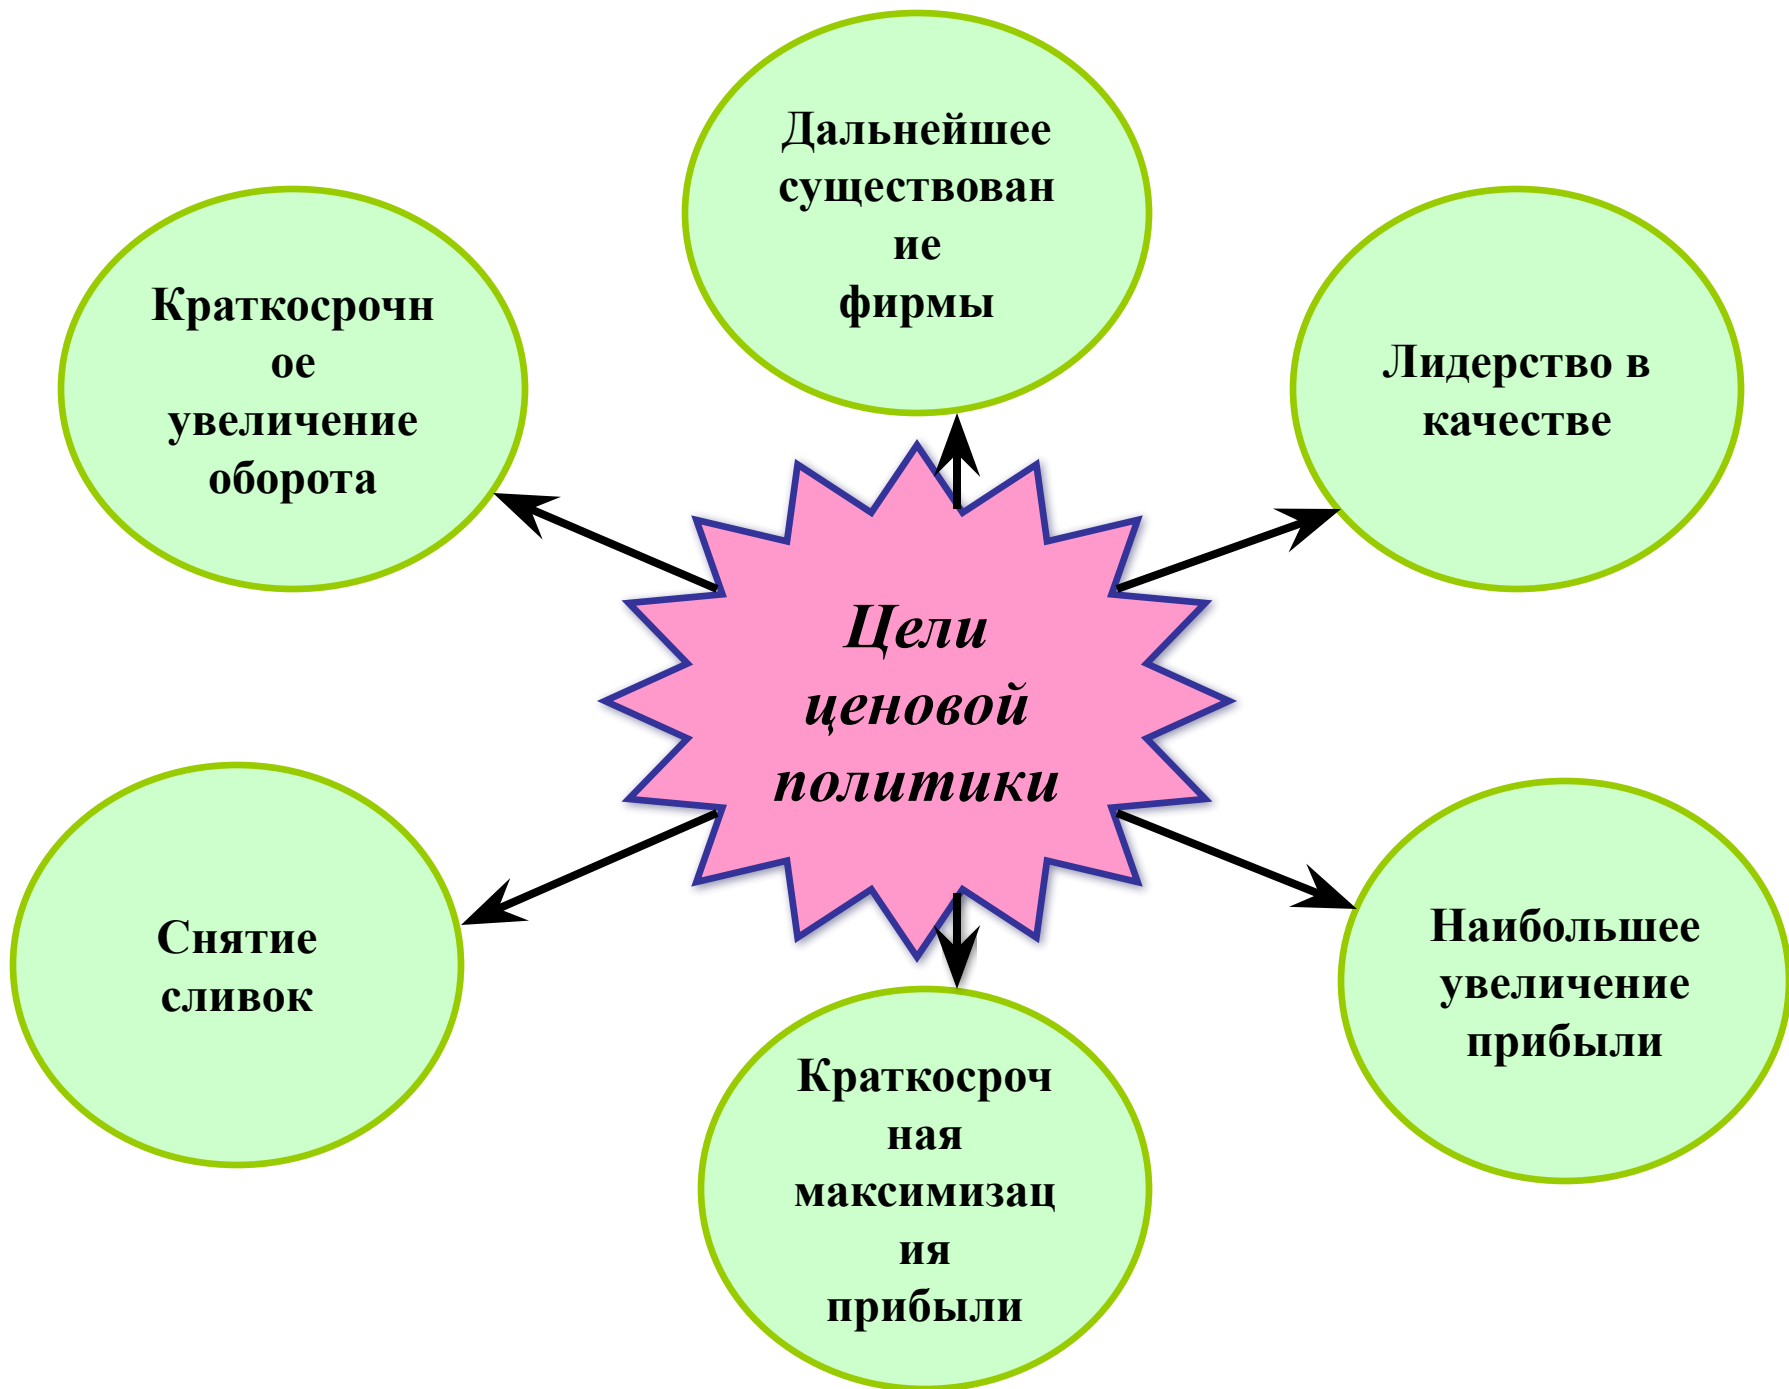 Дальнейшее
существован
ие
фирмы
Краткосрочн
ое
увеличение
оборота
Лидерство в
качестве
Цели
ценовой
политики
Снятие
сливок
Наибольшее
увеличение
прибыли
Краткосроч
ная
максимизац
ия
прибыли